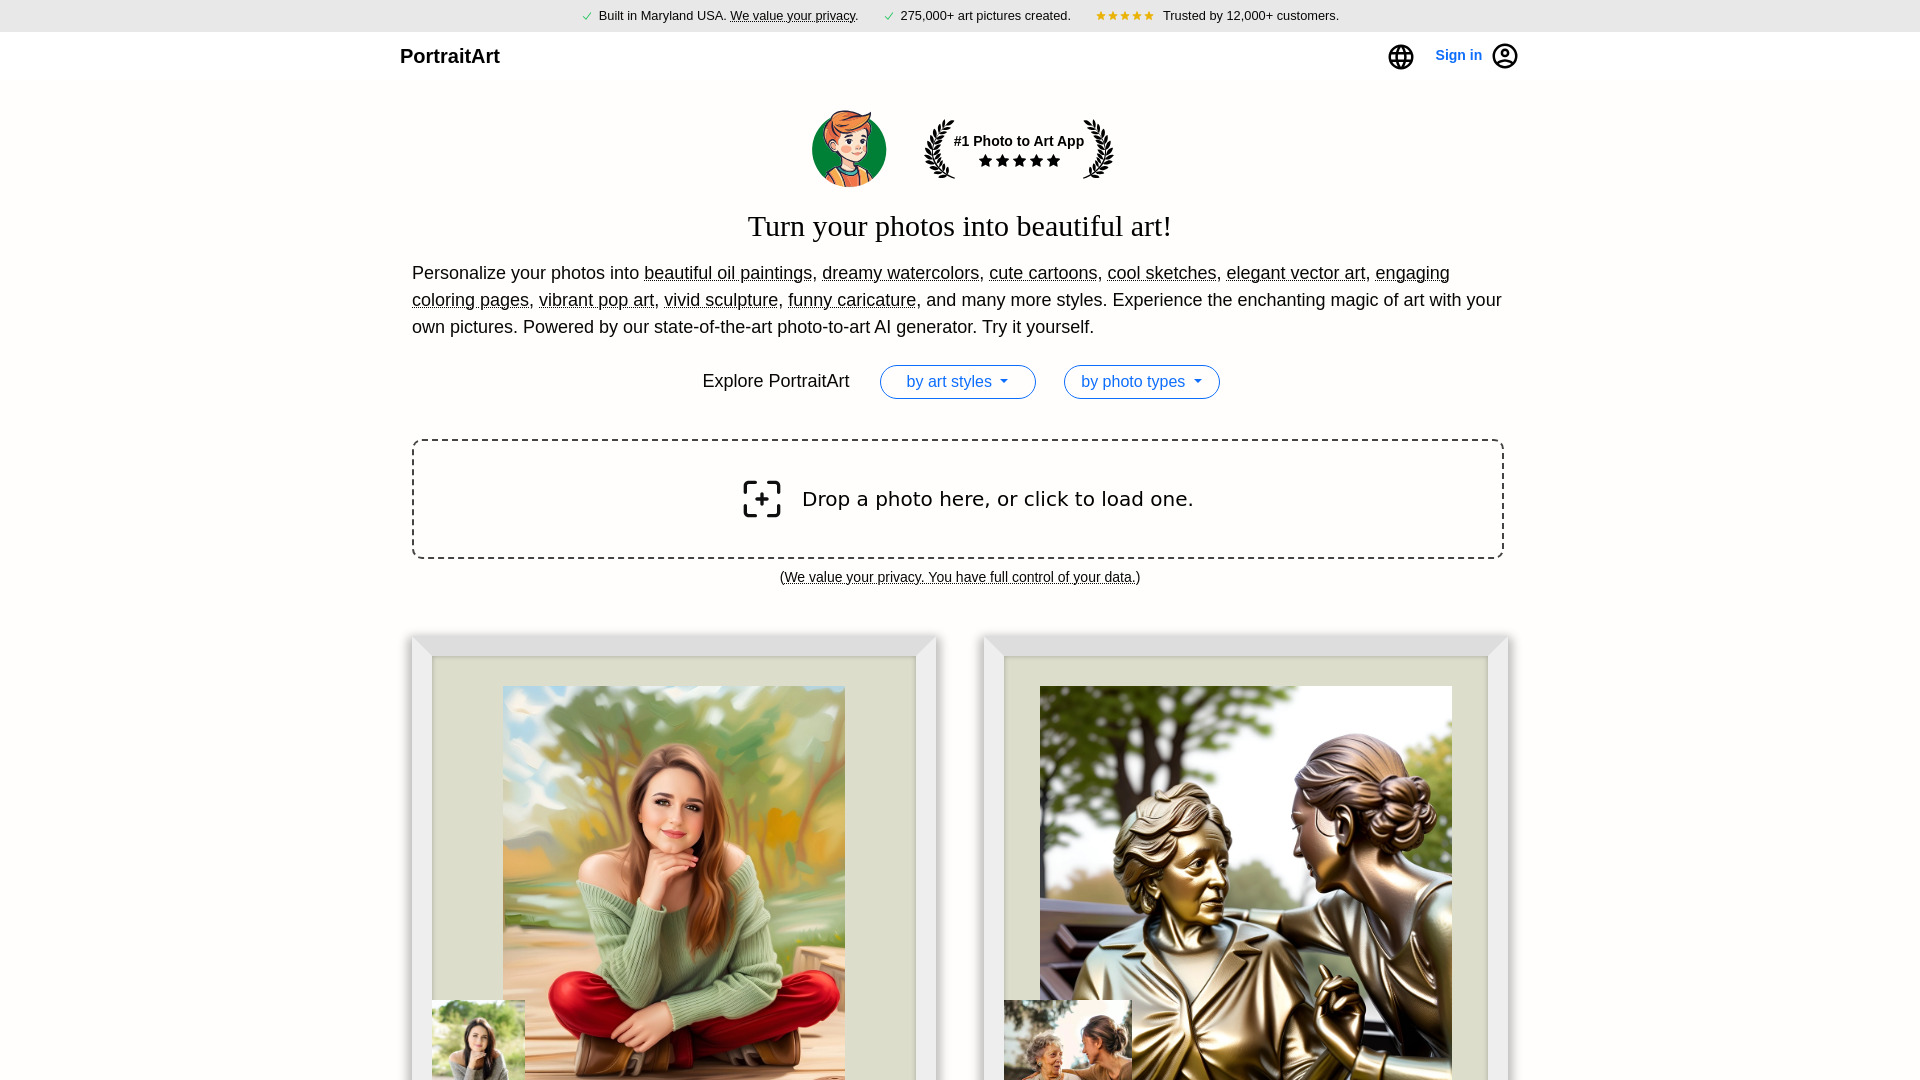 Built in Maryland USA. We value your privacy. 275,000+ art pictures created. Trusted by 12,000+ customers.
PortraitArt
Sign in
#1 Photo to Art App
Turn your photos into beautiful art!
Personalize your photos into beautiful oil paintings, dreamy watercolors, cute cartoons, cool sketches, elegant vector art, engaging
coloring pages, vibrant pop art, vivid sculpture, funny caricature, and many more styles. Experience the enchanting magic of art with your
own pictures. Powered by our state-of-the-art photo-to-art AI generator. Try it yourself.
Explore PortraitArt by art styles by photo types
Drop a photo here, or click to load one.
(We value your privacy. You have full control of your data.)